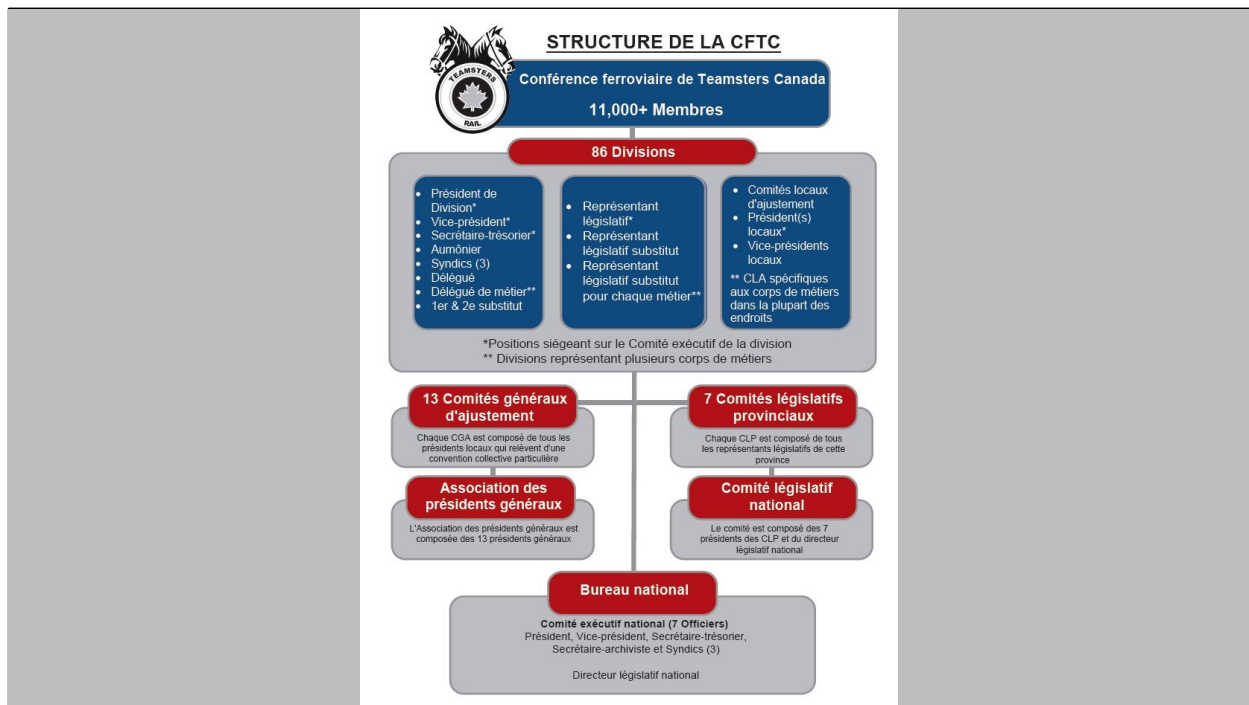 STRUCTURE DE LA CFTC
TEAMSTERS
RAIL
Conférence ferroviaire de Teamsters Canada
11,000+ Membres
86 Divisions
• Président de
Division*
• Vice-président*
• Secrétaire-trésorier*
• Aumônier
• Syndics (3)
• Délégué
• Délégué de métier**
• 1er & 2e substitut
• Représentant
législatif*
• Représentant
législatif substitut
• Représentant
législatif substitut
pour chaque métier**
• Comités locaux
d'ajustement
• Président(s)
locaux*
• Vice-présidents
locaux
** CLA spécifiques
aux corps de métiers
dans la plupart des
endroits
*Positions siégeant sur le Comité exécutif de la division
** Divisions représentant plusieurs corps de métiers
13 Comités généraux
d'ajustement
Chaque CGA est composé de tous les
présidents locaux qui relèvent d'une
convention collective particulière
7 Comités législatifs
provinciaux
Chaque CLP est composé de tous
les représentants législatifs de cette
province
Association des
présidents généraux
L'Association des présidents généraux est
composée des 13 présidents généraux
Comité législatif
national
Le comité est composé des 7
présidents des CLP et du directeur
législatif national
Bureau national
Comité exécutif national (7 Officiers)
Président, Vice-président, Secrétaire-trésorier,
Secrétaire-archiviste et Syndics (3)
Directeur législatif national